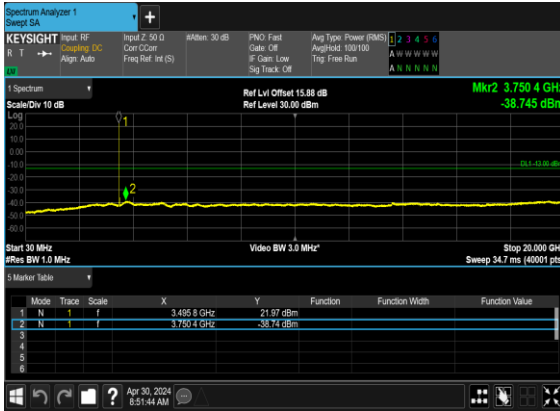 Spectrum Analyzer 1
Swept SA
+
KEYSIGHT Input: RF Input Z: 50 Ω #Atten: 30 dB PNO: Fast Avg Type: Power (RMS) 1 2 3 4 5 6
R T Coupling: DC Corr CCorr Gate: Off Avg|Hold: 100/100 A W W W W W
Align: Auto Freq Ref: Int (S) IF Gain: Low Trig: Free Run
LXI Sig Track: Off A N N N N N
1 Spectrum Ref Lvl Offset 15.88 dB Mkr2 3.750 4 GHz
Scale/Div 10 dB Ref Level 30.00 dBm -38.745 dBm
Log
20.0
10.0
0.00
-10.0
-20.0
-30.0
-40.0
-50.0
-60.0
1
2
DL1 -13.00 dBm
Start 30 MHz Video BW 3.0 MHz* Stop 20.000 GH
#Res BW 1.0 MHz Sweep 34.7 ms (40001 pts
5 Marker Table
Mode Trace Scale X Y Function Function Width Function Value
1 N 1 f 3.495 8 GHz 21.97 dBm
2 N 1 f 3.750 4 GHz -38.74 dBm
3
4
5
6
? Apr 30, 2024
8:51:44 AM